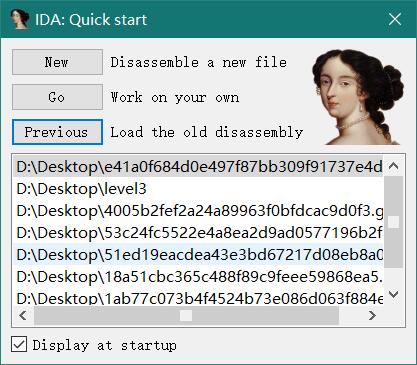 IDA: Quick start
New Disassemble a new file
Go Work on your own
Previous Load the old disassembly
D:\Desktop\e41a0f684d0e497f87bb309f91737e4d
D:\Desktop\level3
D:\Desktop\4005b2fef2a24a89963f0bfdcac9d0f3.g
D:\Desktop\53c24fc5522e4a8ea2d9ad0577196b2f
D:\Desktop\51ed19eacdea43e3bd67217d08eb8a0
D:\Desktop\18a51cbc365c488f89c9feee59868ea5.
D:\Desktop\1ab77c073b4f4524b73e086d063f884e
Display at startup